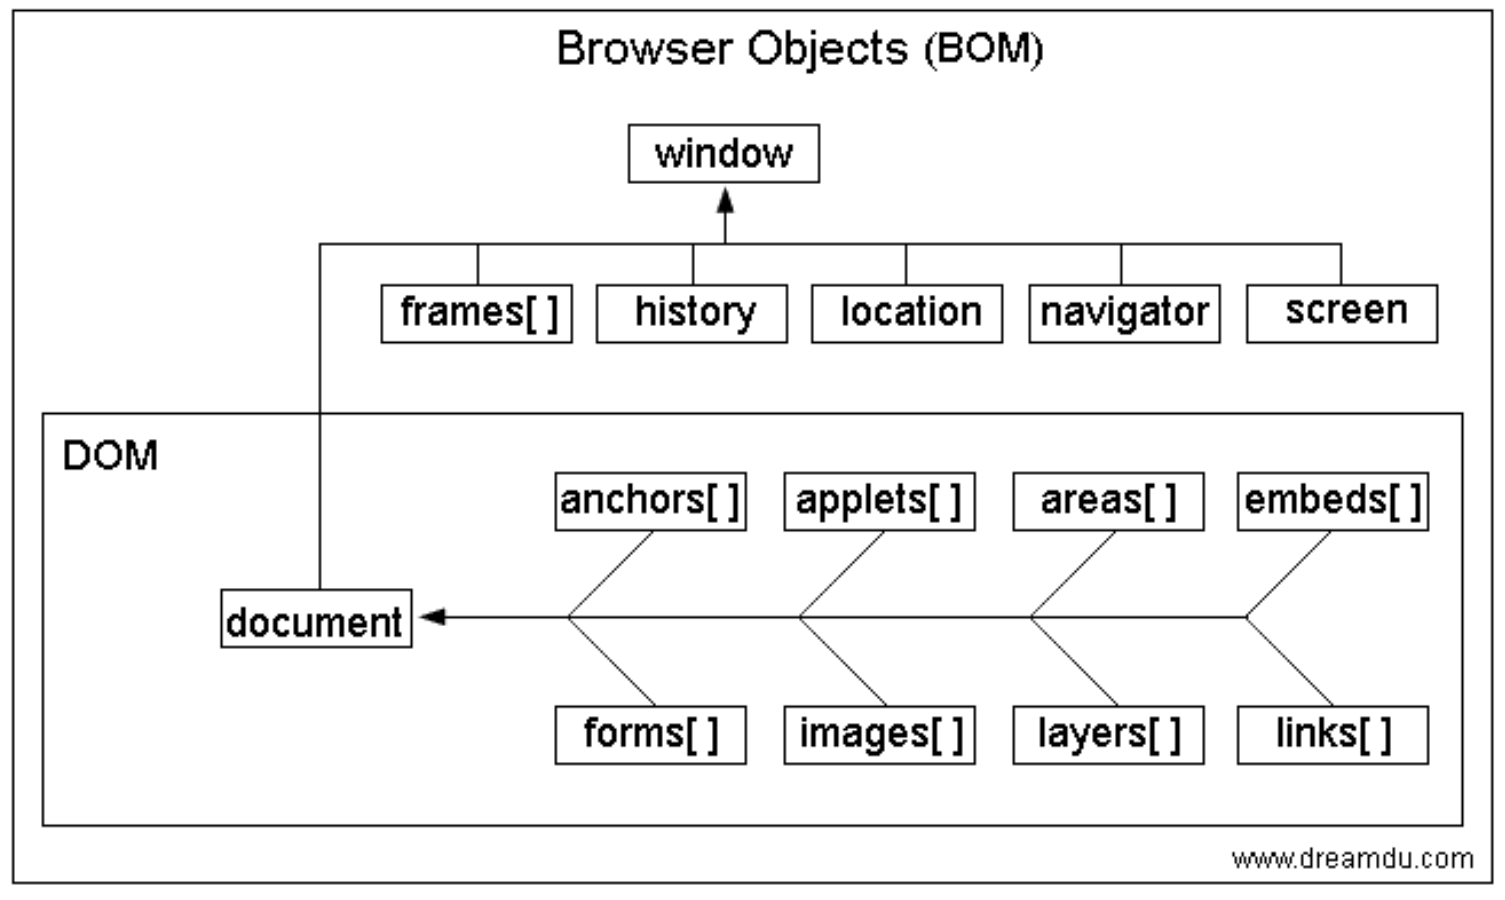 Browser Objects (BOM)
window
frames[ ]
history
location
navigator
screen
DOM
anchors[ ]
applets[ ]
areas[ ]
embeds[ ]
document
forms[ ]
images[ ]
layers[ ]
links[ ]
www.dreamdu.com